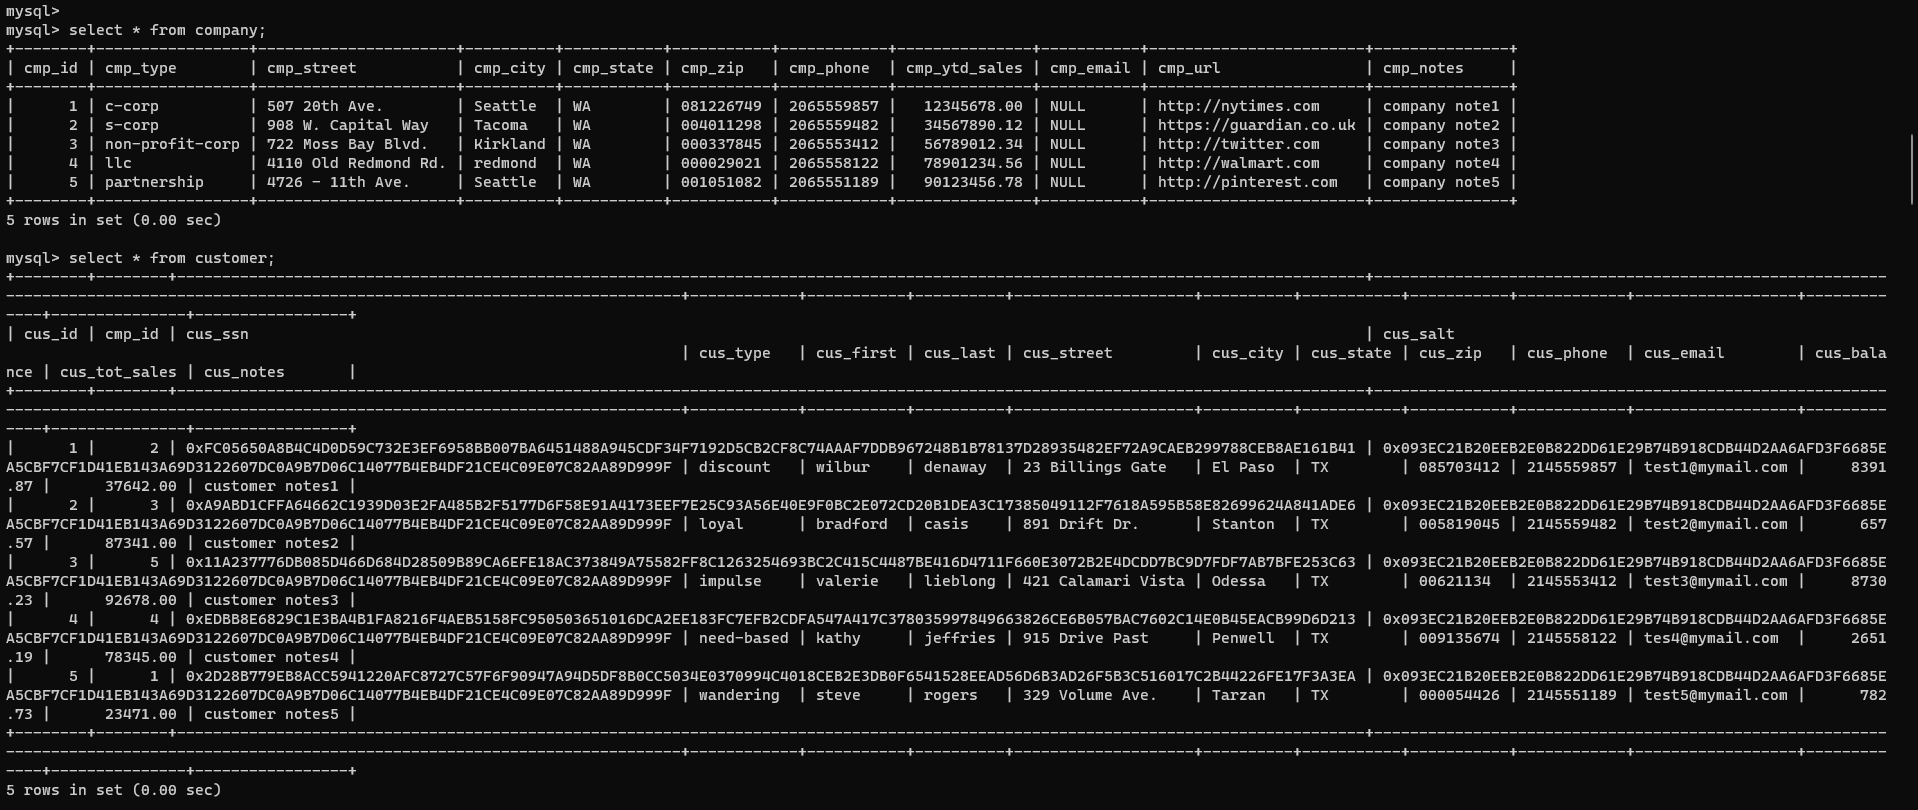 mysql>
mysql> select * from company;
+--------+-----------------+----------------------+-----------+-----------+-----------+------------+---------------+-----------+------------------------+---------------+
| cmp_id | cmp_type        | cmp_street           | cmp_city | cmp_state | cmp_zip   | cmp_phone  | cmp_ytd_sales | cmp_email | cmp_url                | cmp_notes     |
+--------+-----------------+----------------------+-----------+-----------+-----------+------------+---------------+-----------+------------------------+---------------+
|      1 | c-corp          | 507 20th Ave.        | Seattle  | WA        | 081226749 | 2065559857 |   12345678.00 | NULL      | http://nytimes.com     | company note1 |
|      2 | s-corp          | 908 W. Capital Way   | Tacoma   | WA        | 004011298 | 2065559482 |   34567890.12 | NULL      | https://guardian.co.uk | company note2 |
|      3 | non-profit-corp | 722 Moss Bay Blvd.   | Kirkland | WA        | 000337845 | 2065553412 |   56789012.34 | NULL      | http://twitter.com     | company note3 |
|      4 | llc             | 4110 Old Redmond Rd. | redmond  | WA        | 000029021 | 2065558122 |   78901234.56 | NULL      | http://walmart.com     | company note4 |
|      5 | partnership     | 4726 - 11th Ave.     | Seattle  | WA        | 001051082 | 2065551189 |   90123456.78 | NULL      | http://pinterest.com   | company note5 |
5 rows in set (0.00 sec)
mysql> select * from customer;
| cus_id | cmp_id | cus_ssn | cus_salt
| cus_type   | cus_first | cus_last | cus_street         | cus_city | cus_state | cus_zip   | cus_phone  | cus_email         | cus_bala
nce | cus_tot_sales | cus_notes       |
|      1 |      2 | 0xFC05650A8B4C4D0D59C732E3EF6958BB007BA6451488A945CDF34F7192D5CB2CF8C74AAAF7DDB967248B1B78137D28935482EF72A9CAEB299788CEB8AE161B41 | 0x093EC21B20EEB2E0B822DD61E29B74B918CDB44D2AA6AFD3F6685E
A5CBF7CF1D41EB143A69D3122607DC0A9B7D06C14077B4EB4DF21CE4C09E07C82AA89D999F | discount   | wilbur    | denaway  | 23 Billings Gate   | El Paso  | TX        | 085703412 | 2145559857 | test1@mymail.com |     8391
.87 |      37642.00 | customer notes1 |
|      2 |      3 | 0xA9ABD1CFFA64662C1939D03E2FA485B2F5177D6F58E91A4173EEF7E25C93A56E40E9F0BC2E072CD20B1DEA3C17385049112F7618A595B58E82699624A841ADE6 | 0x093EC21B20EEB2E0B822DD61E29B74B918CDB44D2AA6AFD3F6685E
A5CBF7CF1D41EB143A69D3122607DC0A9B7D06C14077B4EB4DF21CE4C09E07C82AA89D999F | loyal      | bradford  | casis    | 891 Drift Dr.      | Stanton  | TX        | 005819045 | 2145559482 | test2@mymail.com |      657
.57 |      87341.00 | customer notes2 |
|      3 |      5 | 0x11A237776DB085D466D684D28509B89CA6EFE18AC373849A75582FF8C1263254693BC2C415C4487BE416D4711F660E3072B2E4DCDD7BC9D7FDF7AB7BFE253C63 | 0x093EC21B20EEB2E0B822DD61E29B74B918CDB44D2AA6AFD3F6685E
A5CBF7CF1D41EB143A69D3122607DC0A9B7D06C14077B4EB4DF21CE4C09E07C82AA89D999F | impulse    | valerie   | lieblong | 421 Calamari Vista | Odessa   | TX        | 00621134  | 2145553412 | test3@mymail.com |     8730
.23 |      92678.00 | customer notes3 |
|      4 |      4 | 0xEDBB8E6829C1E3BA4B1FA8216F4AEB5158FC950503651016DCA2EE183FC7EFB2CDFA547A417C378035997849663826CE6B057BAC7602C14E0B45EACB99D6D213 | 0x093EC21B20EEB2E0B822DD61E29B74B918CDB44D2AA6AFD3F6685E
A5CBF7CF1D41EB143A69D3122607DC0A9B7D06C14077B4EB4DF21CE4C09E07C82AA89D999F | need-based | kathy     | jeffries | 915 Drive Past     | Penwell  | TX        | 009135674 | 2145558122 | tes4@mymail.com  |     2651
.19 |      78345.00 | customer notes4 |
|      5 |      1 | 0x2D28B779EB8ACC5941220AFC8727C57F6F90947A94D5DF8B0CC5034E0370994C4018CEB2E3DB0F6541528EEAD56D6B3AD26F5B3C516017C2B44226FE17F3A3EA | 0x093EC21B20EEB2E0B822DD61E29B74B918CDB44D2AA6AFD3F6685E
A5CBF7CF1D41EB143A69D3122607DC0A9B7D06C14077B4EB4DF21CE4C09E07C82AA89D999F | wandering  | steve     | rogers   | 329 Volume Ave.    | Tarzan   | TX        | 000054426 | 2145551189 | test5@mymail.com |      782
.73 |      23471.00 | customer notes5 |
5 rows in set (0.00 sec)